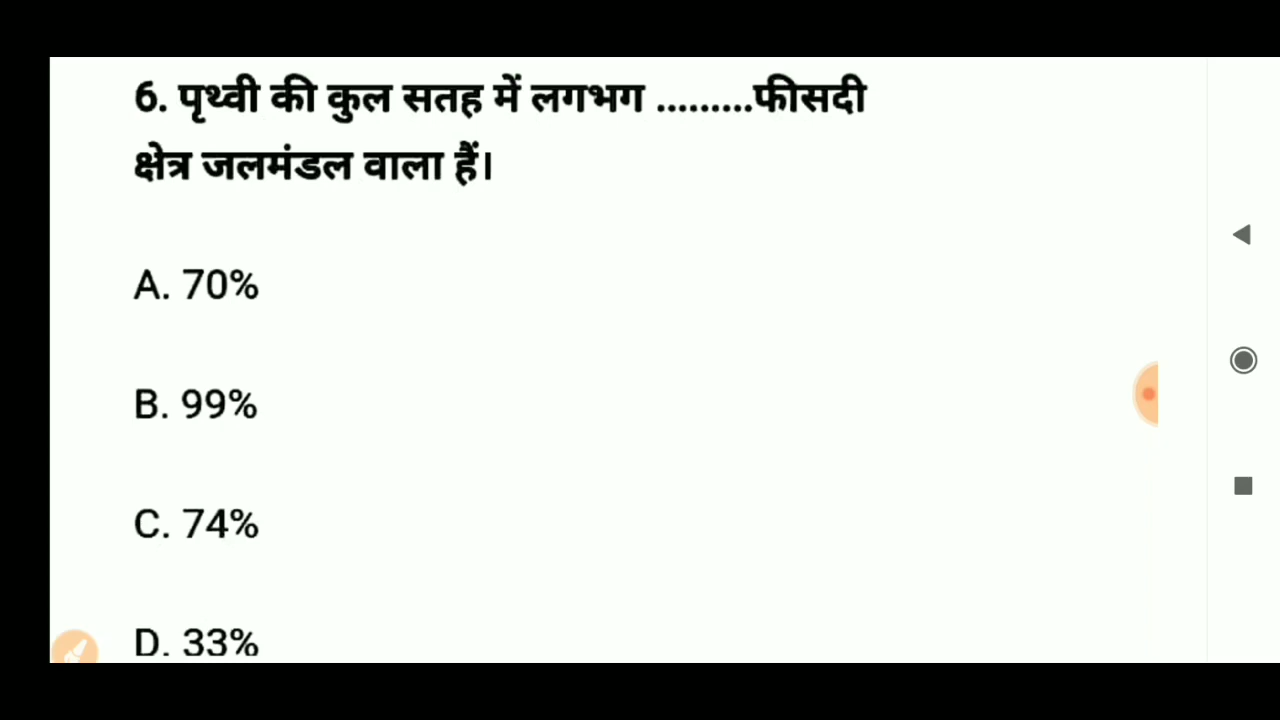 6. पृथ्वी की कुल सतह में लगभग .........फीसदी
क्षेत्र जलमंडल वाला हैं।
A. 70%
B. 99%
C. 74%
D. 33%